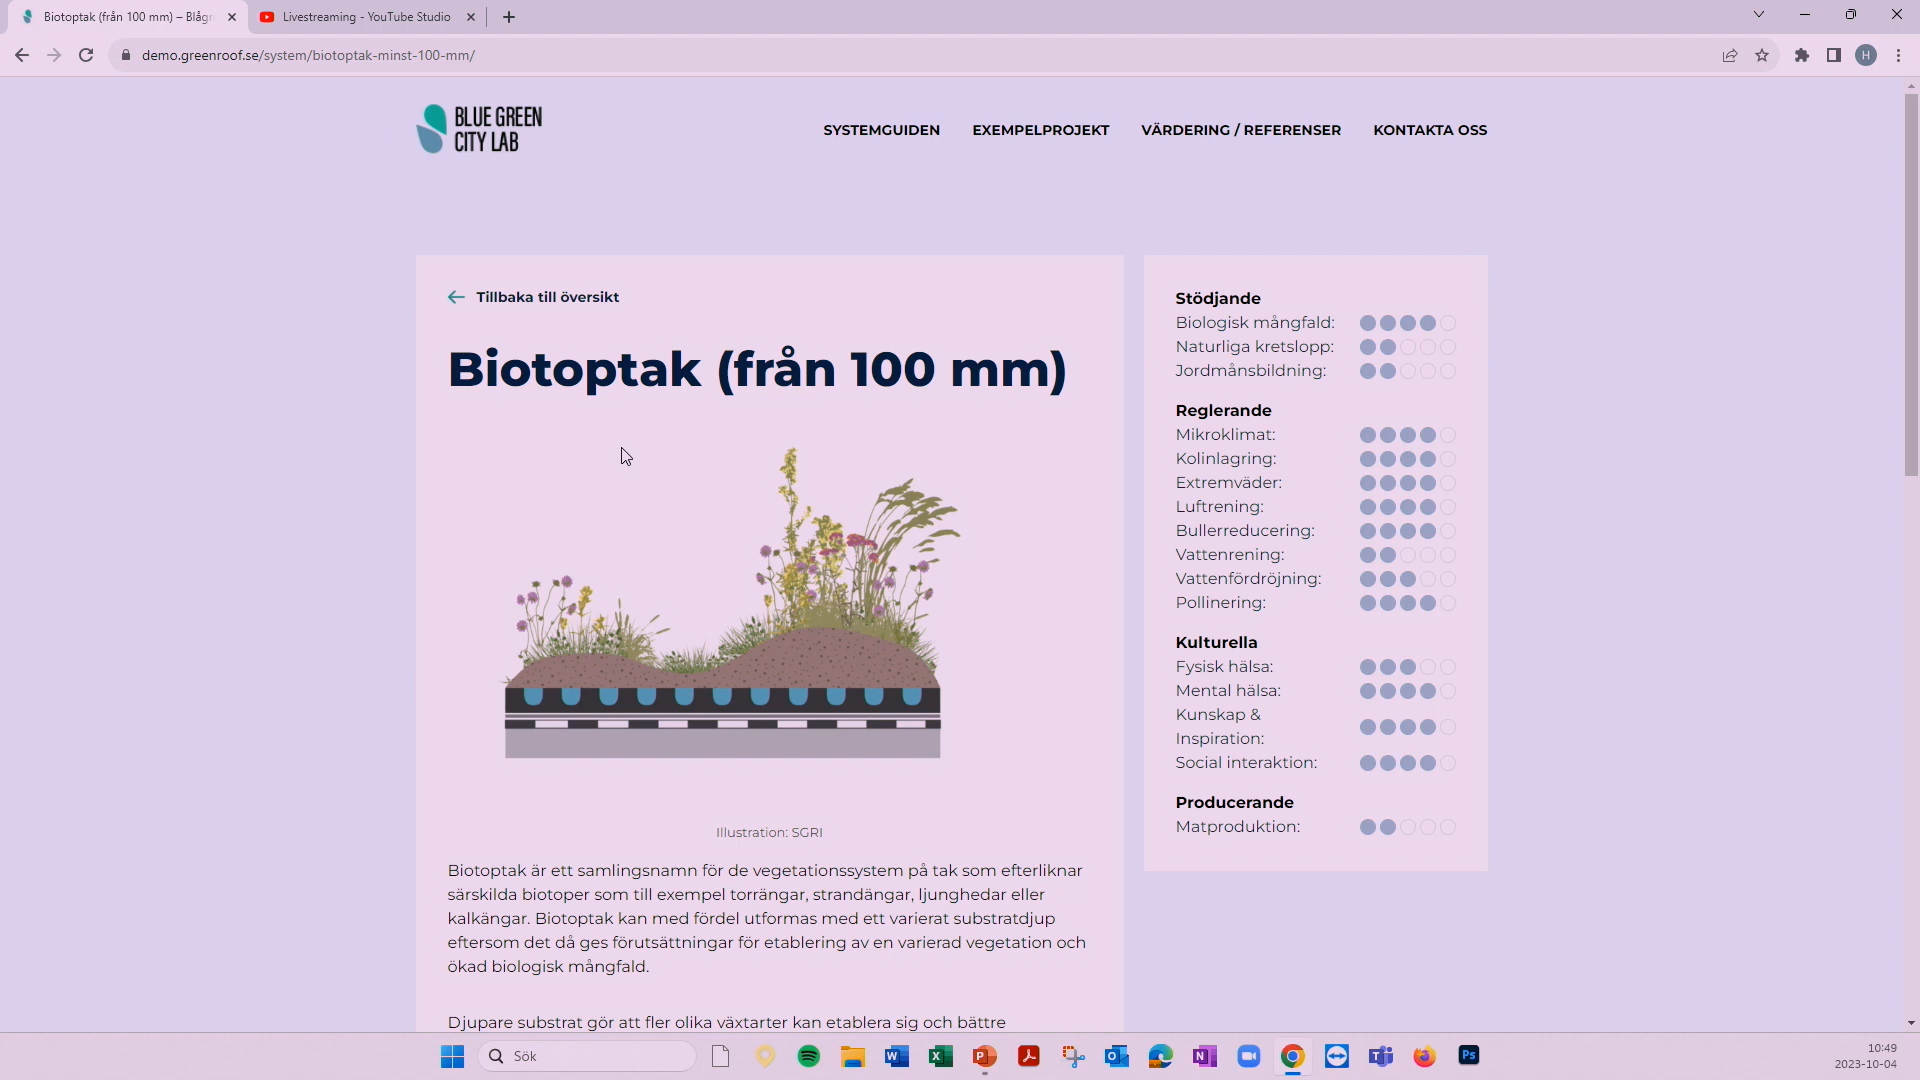 Bjotoptak (från 100 mm) – Blågr
Livestreaming - YouTube Studio
demo.greenroof.se/system/biotoptak-minst-100-mm/
H
BLUE GREEN
CITY LAB
SYSTEMGUIDEN
EXEMPELPROJEKT
VÄRDERING / REFERENSER
KONTAKTA OSS
Tillbaka till översikt
Biotoptak (från 100 mm)
Illustration: SGRI
Biotoptak är ett samlingsnamn för de vegetationssystem på tak som efterliknar
särskilda biotoper som till exempel torrängar, strandängar, ljunghedar eller
kalkängar. Biotoptak kan med fördel utformas med ett varierat substratdjup
eftersom det då ges förutsättningar för etablering av en varierad vegetation och
ökad biologisk mångfald.
Djupare substrat gör att fler olika växtarter kan etablera sig och bättre
Stödjande
Biologisk mångfald:
Naturliga kretslopp:
Jordmånsbildning:
Reglerande
Mikroklimat:
Kolinlagring:
Extremväder:
Luftrening:
Bullerreducering:
Vattenrening:
Vattenfördröjning:
Pollinering:
Kulturella
Fysisk hälsa:
Mental hälsa:
Kunskap &
Inspiration:
Social interaktion:
Producerande
Matproduktion:
Sök
10:49
2023-10-04